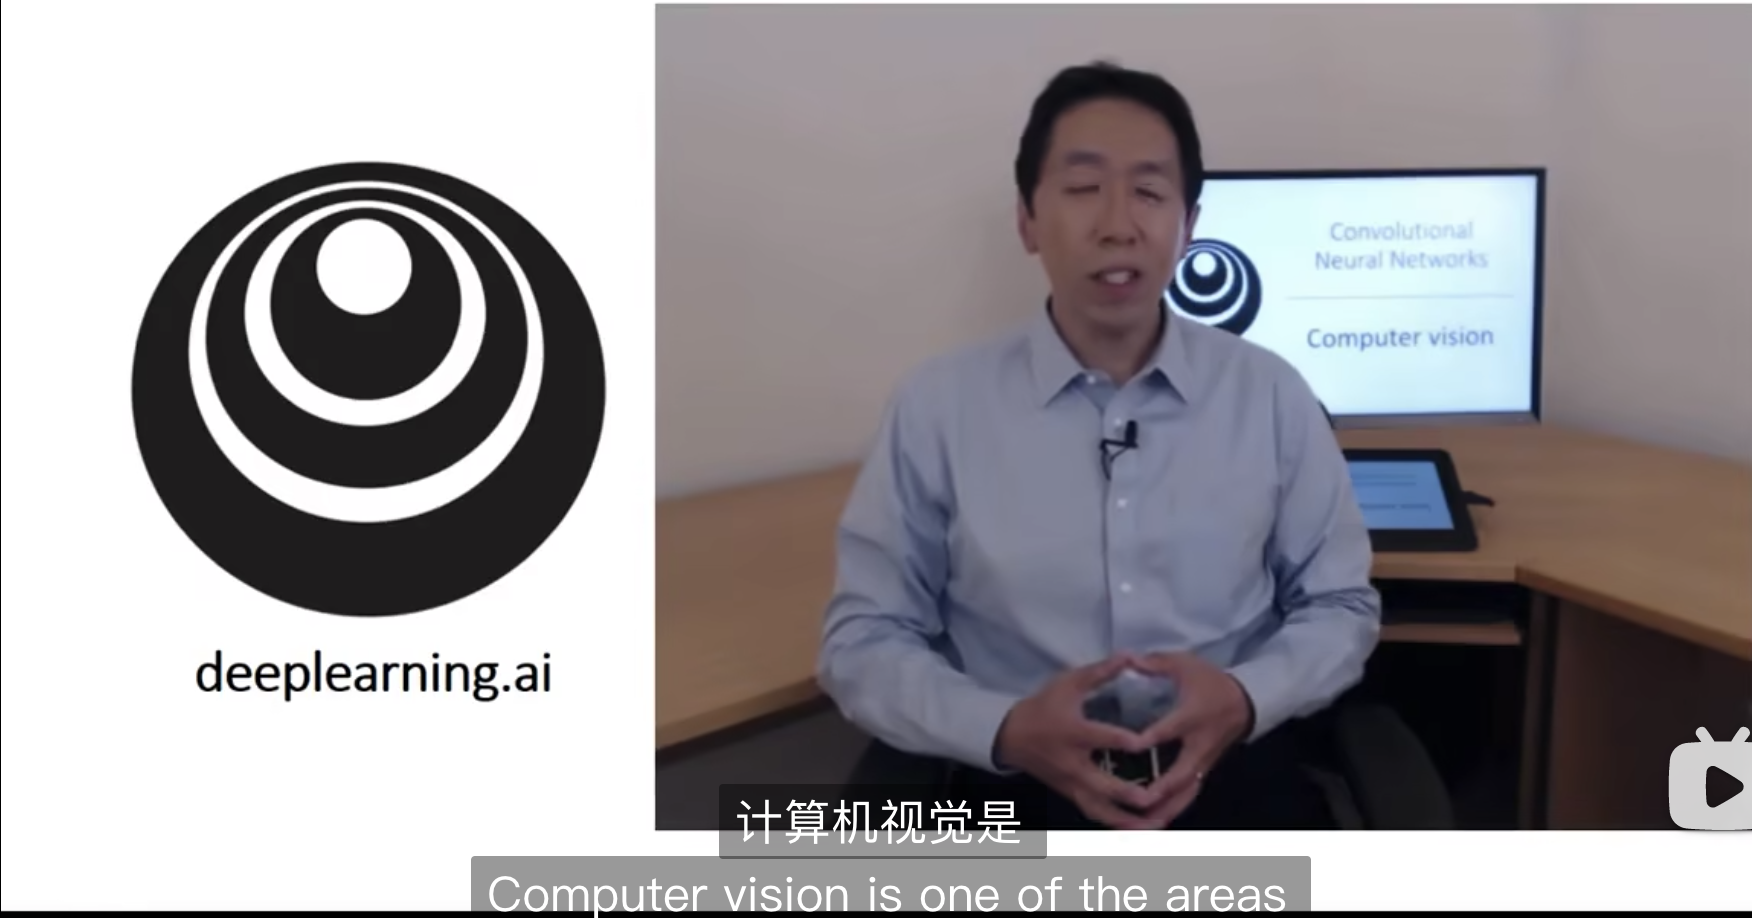 deeplearning.ai
Convolutional
Neural Networks
Computer vision
计算机视觉是
Computer vision is one of the areas